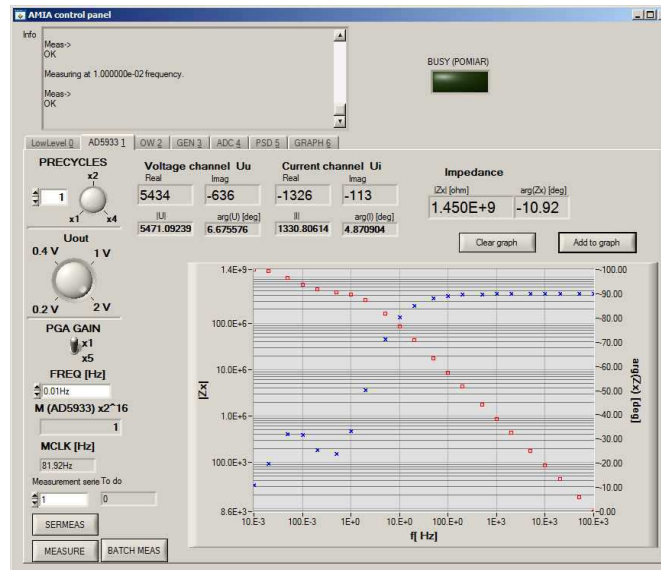 AMIA control panel
Info
Meas->
OK
Measuring at 1.000000e-02 frequency.
Meas->
OK
BUSY (POMIAR)
LowLevel 0 AD5933 1 OW 2 GEN 3 ADC 4 PSD 5 GRAPH 6
PRECYCLES
x2
1
x1 x4
Voltage channel Uu Current channel Ui
Real Imag Real Imag
5434 -636 -1326 -113
|U| arg(U) [deg] |I| arg(I) [deg]
5471.09239 6.675576 1330.80614 4.870904
Impedance
|Zx| [ohm] arg(Zx) [deg]
1.450E+9 -10.92
Clear graph Add to graph
Uout
0.4 V 1 V
0.2 V 2 V
PGA GAIN
x1
x5
FREQ [Hz]
0.01Hz
M (AD5933) x2^16
1
MCLK [Hz]
81.92Hz
Measurement serie To do
1 0
SERMEAS
MEASURE BATCH MEAS
|Zx|
1.4E+9
100.0E+6
10.0E+6
1.0E+6
100.0E+3
8.6E+3
10.E-3 100.E-3 1E+0 10.E+0 100.E+0 1E+3 10.E+3 100.E+3
f[ Hz]
-100.00
-90.00
-80.00
-70.00
-60.00
-50.00
-40.00
-30.00
-20.00
-10.00
-0.00
arg(Zx) [deg]